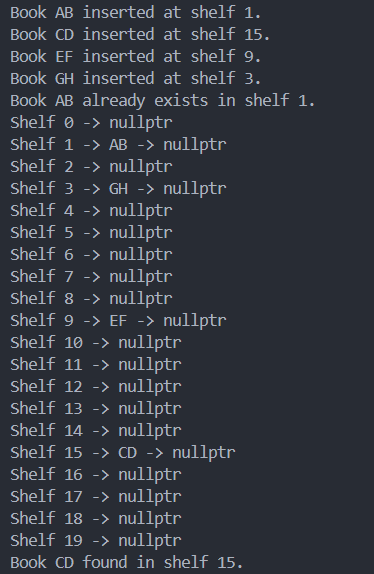 Book AB inserted at shelf 1.
Book CD inserted at shelf 15.
Book EF inserted at shelf 9.
Book GH inserted at shelf 3.
Book AB already exists in shelf 1.
Shelf 0 -> nullptr
Shelf 1 -> AB -> nullptr
Shelf 2 -> nullptr
Shelf 3 -> GH -> nullptr
Shelf 4 -> nullptr
Shelf 5 -> nullptr
Shelf 6 -> nullptr
Shelf 7 -> nullptr
Shelf 8 -> nullptr
Shelf 9 -> EF -> nullptr
Shelf 10 -> nullptr
Shelf 11 -> nullptr
Shelf 12 -> nullptr
Shelf 13 -> nullptr
Shelf 14 -> nullptr
Shelf 15 -> CD -> nullptr
Shelf 16 -> nullptr
Shelf 17 -> nullptr
Shelf 18 -> nullptr
Shelf 19 -> nullptr
Book CD found in shelf 15.